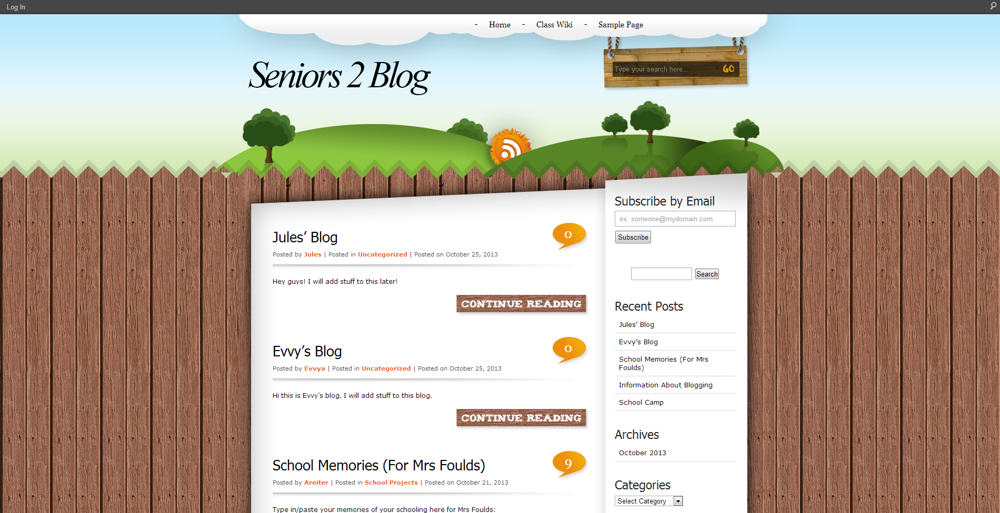 Log In
- Home - Class Wiki - Sample Page
Seniors 2 Blog
Type your search here... GO
Jules’ Blog
0
Posted by Jules | Posted in Uncategorized | Posted on October 25, 2013
Hey guys! I will add stuff to this later!
CONTINUE READING
Evvy’s Blog
0
Posted by Evvya | Posted in Uncategorized | Posted on October 25, 2013
Hi this is Evvy’s blog. I will add stuff to this blog.
CONTINUE READING
School Memories (For Mrs Foulds)
9
Posted by Areiter | Posted in School Projects | Posted on October 21, 2013
Type in/paste your memories of your schooling here for Mrs Foulds:
Subscribe by Email
ex: someone@mydomain.com
Subscribe
Search
Recent Posts
Jules’ Blog
Evvy’s Blog
School Memories (For Mrs
Foulds)
Information About Blogging
School Camp
Archives
October 2013
Categories
Select Category